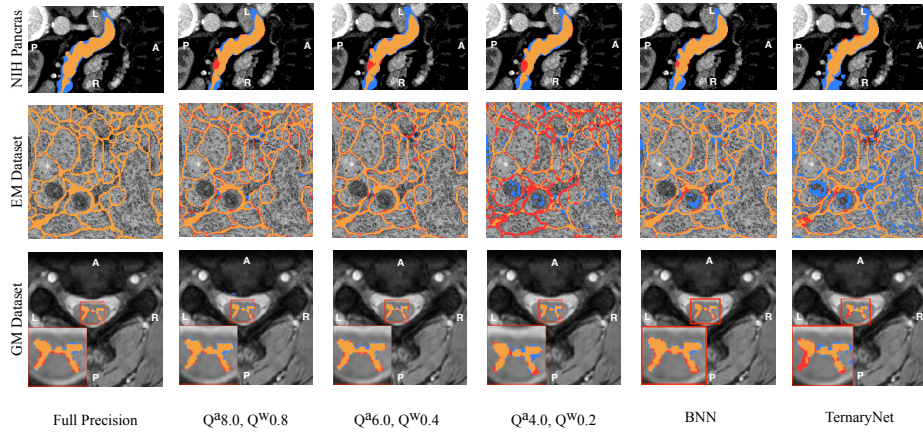 NIH Pancras
L L L L L L
P A P A P A P A P A P A
R R R R R R
EM Dataset
GM Dataset
A A A A A A
L R L R L R L R L R L R
P P P P P P
Full Precision Qᵃ8.0, Qʷ0.8 Qᵃ6.0, Qʷ0.4 Qᵃ4.0, Qʷ0.2 BNN TernaryNet